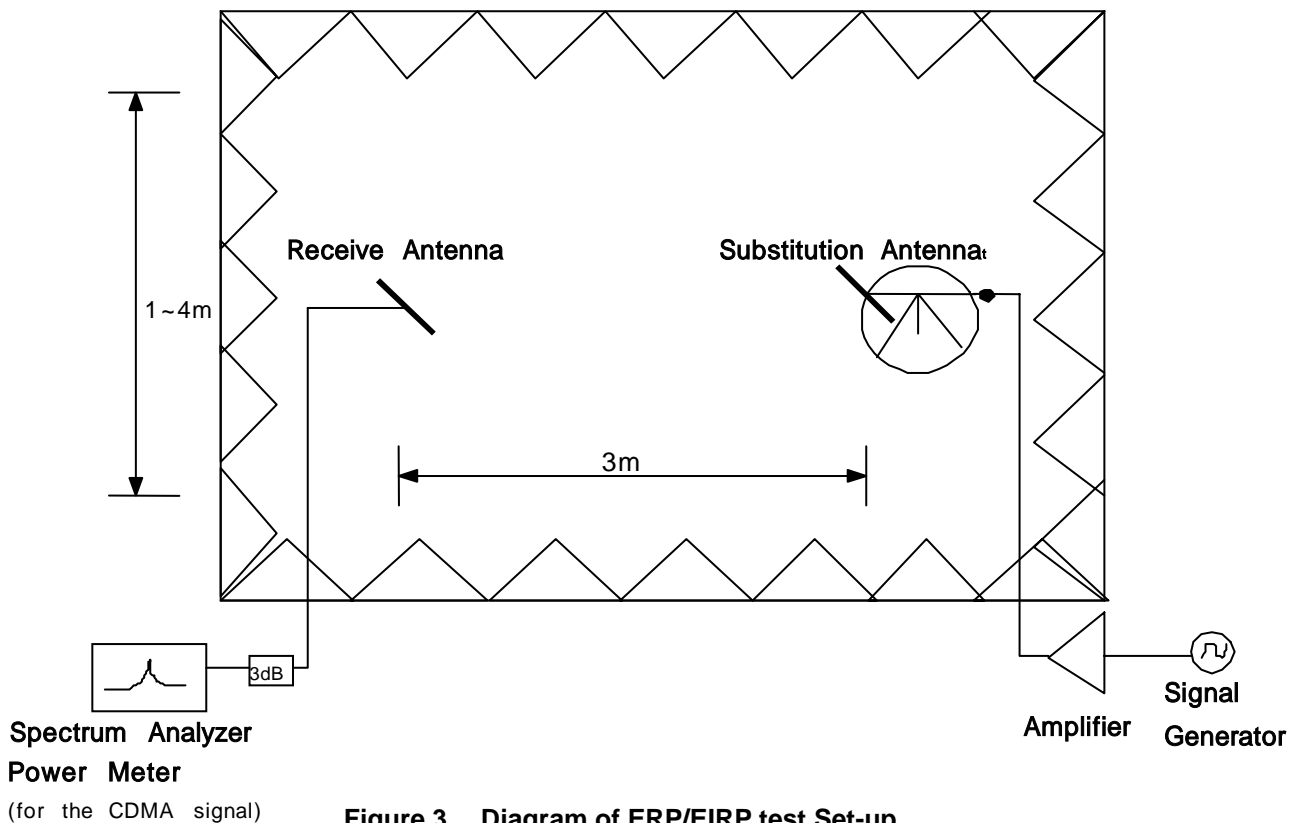 Receive Antenna
Substitution Antennat
1~4m
3m
3dB
Spectrum Analyzer
Power Meter
(for the CDMA signal)
Amplifier
Signal
Generator
Figure 3 Diagram of ERP/EIRP test Set-up